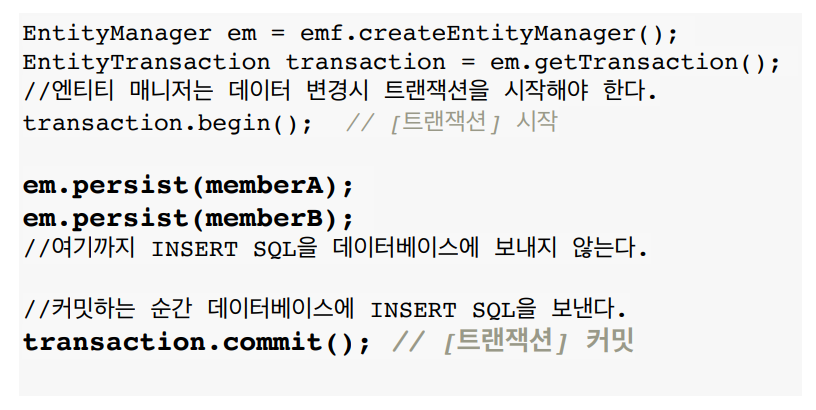 EntityManager em = emf.createEntityManager();
EntityTransaction transaction = em.getTransaction();
//엔티티 매니저는 데이터 변경시 트랜잭션을 시작해야 한다.
transaction.begin(); // [트랜잭션] 시작
em.persist(memberA);
em.persist(memberB);
//여기까지 INSERT SQL을 데이터베이스에 보내지 않는다.
//커밋하는 순간 데이터베이스에 INSERT SQL을 보낸다.
transaction.commit(); // [트랜잭션] 커밋